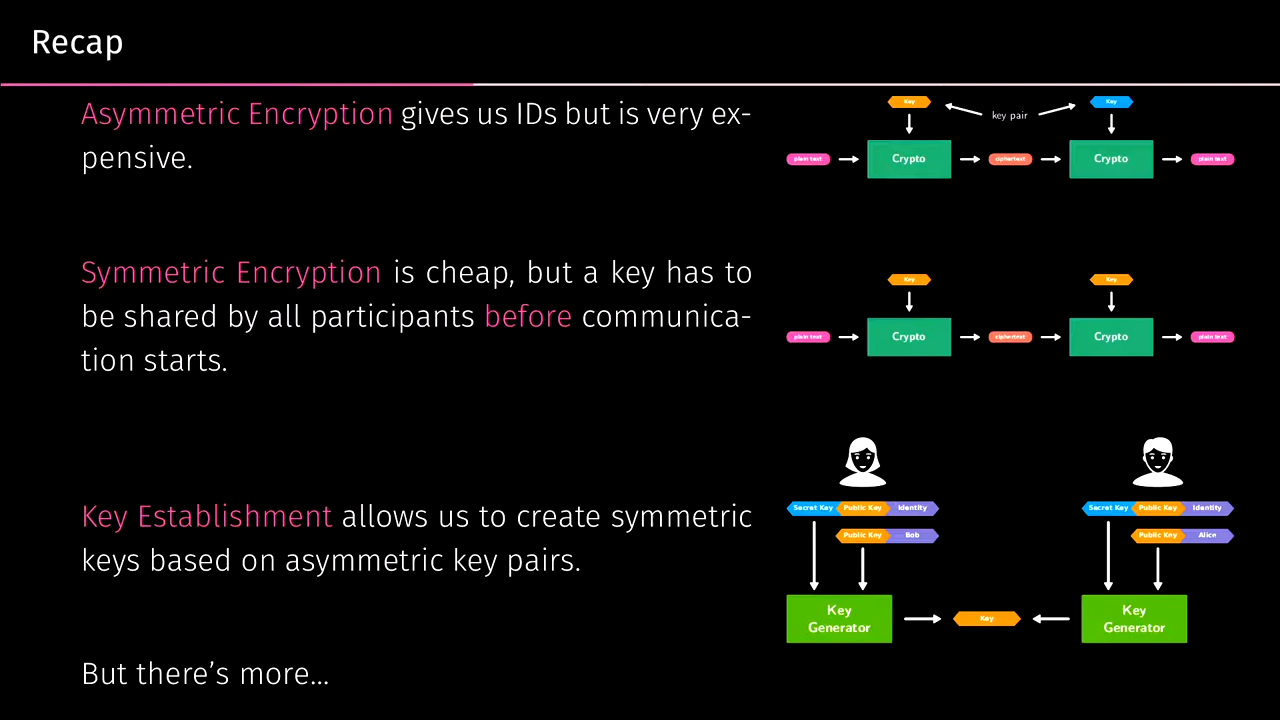 Recap
Asymmetric Encryption gives us IDs but is very ex-
pensive.
Key
key pair
Key
plain text
Crypto
ciphertext
Crypto
plain text
Symmetric Encryption is cheap, but a key has to
be shared by all participants before communica-
tion starts.
Key
Key
plain text
Crypto
ciphertext
Crypto
plain text
Key Establishment allows us to create symmetric
keys based on asymmetric key pairs.
Secret Key Public Key Identity
Public Key Bob
Key
Generator
Key
Secret Key Public Key Identity
Public Key Alice
Key
Generator
But there's more...